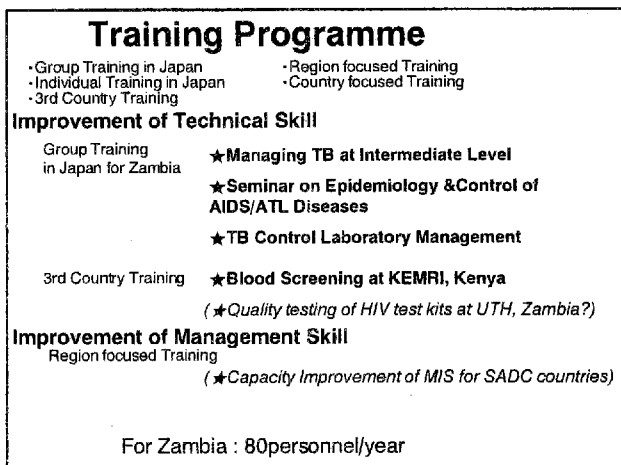 Training Programme
·Group Training in Japan ·Region focused Training
·Individual Training in Japan ·Country focused Training
·3rd Country Training
Improvement of Technical Skill
Group Training ★Managing TB at Intermediate Level
in Japan for Zambia
★Seminar on Epidemiology &Control of
AIDS/ATL Diseases
★TB Control Laboratory Management
3rd Country Training ★Blood Screening at KEMRI, Kenya
(★Quality testing of HIV test kits at UTH, Zambia?)
Improvement of Management Skill
Region focused Training
(★Capacity Improvement of MIS for SADC countries)
For Zambia : 80personnel/year